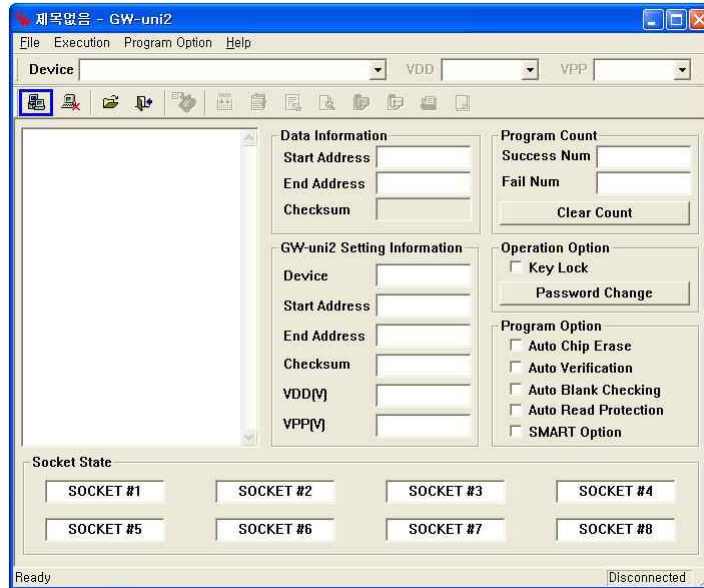 제목없음 - GW-uni2
File Execution Program Option Help
Device VDD VPP
Data Information
Start Address
End Address
Checksum
Program Count
Success Num
Fail Num
Clear Count
GW-uni2 Setting Information
Device
Start Address
End Address
Checksum
VDD(V)
VPP(V)
Operation Option
Key Lock
Password Change
Program Option
Auto Chip Erase
Auto Verification
Auto Blank Checking
Auto Read Protection
SMART Option
Socket State
SOCKET #1 SOCKET #2 SOCKET #3 SOCKET #4
SOCKET #5 SOCKET #6 SOCKET #7 SOCKET #8
Ready Disconnected